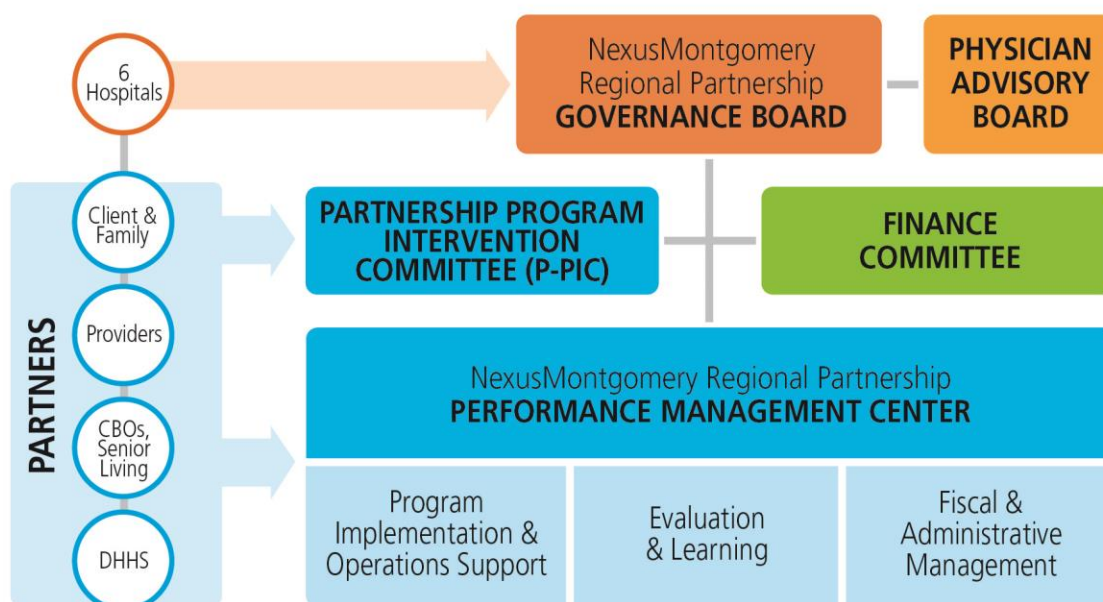 6
Hospitals
NexusMontgomery
Regional Partnership
GOVERNANCE BOARD
PHYSICIAN
ADVISORY
BOARD
PARTNERS
Client &
Family
Providers
CBOs,
Senior
Living
DHHS
PARTNERSHIP PROGRAM
INTERVENTION
COMMITTEE (P-PIC)
FINANCE
COMMITTEE
NexusMontgomery Regional Partnership
PERFORMANCE MANAGEMENT CENTER
Program
Implementation &
Operations Support
Evaluation
& Learning
Fiscal &
Administrative
Management